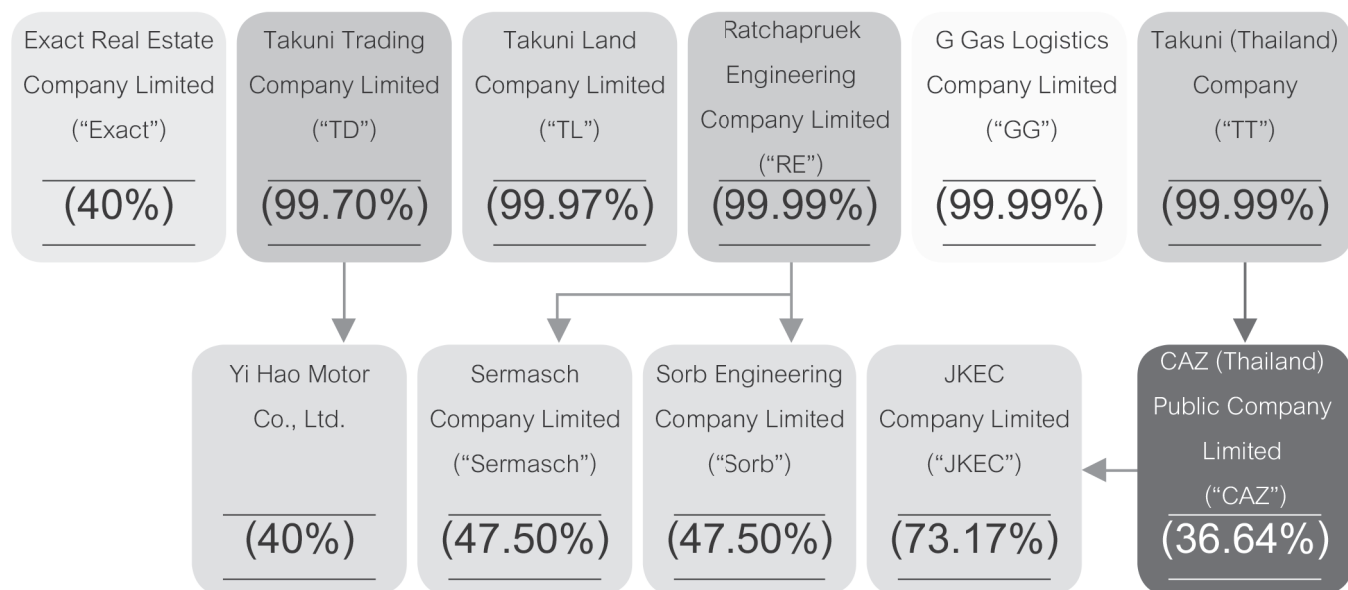 Exact Real Estate
Company Limited
(“Exact”)
(40%)
Takuni Trading
Company Limited
(“TD”)
(99.70%)
Takuni Land
Company Limited
(“TL”)
(99.97%)
Ratchapruek
Engineering
Company Limited
(“RE”)
(99.99%)
G Gas Logistics
Company Limited
(“GG”)
(99.99%)
Takuni (Thailand)
Company
(“TT”)
(99.99%)
Yi Hao Motor
Co., Ltd.
(40%)
Sermasch
Company Limited
(“Sermasch”)
(47.50%)
Sorb Engineering
Company Limited
(“Sorb”)
(47.50%)
JKEC
Company Limited
(“JKEC”)
(73.17%)
CAZ (Thailand)
Public Company
Limited
(“CAZ”)
(36.64%)